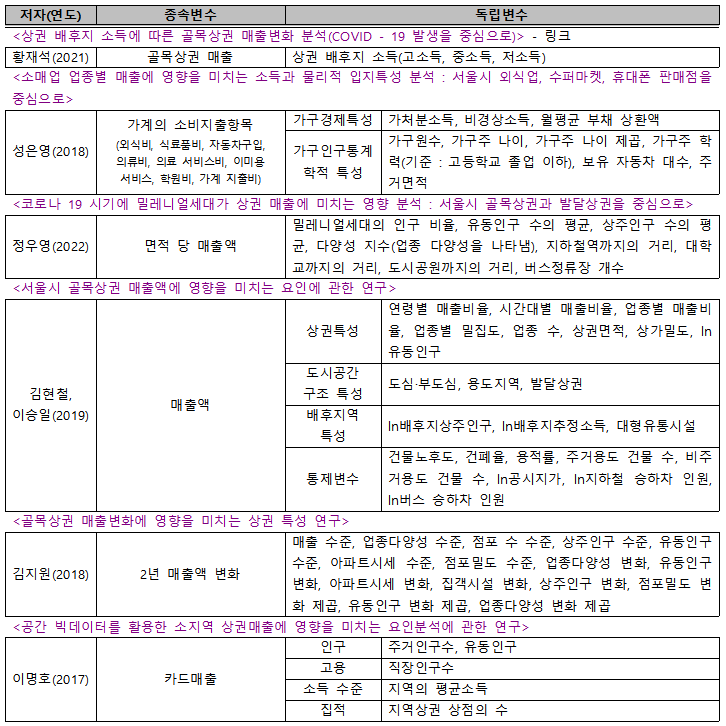 저자(연도) 종속변수 독립변수
<상권 배후지 소득에 따른 골목상권 매출변화 분석(COVID - 19 발생을 중심으로)> - 링크
황재석(2021) 골목상권 매출 상권 배후지 소득(고소득, 중소득, 저소득)
<소매업 업종별 매출에 영향을 미치는 소득과 물리적 입지특성 분석 : 서울시 외식업, 수퍼마켓, 휴대폰 판매점을
중심으로>
성은영(2018)
가계의 소비지출항목
(외식비, 식료품비, 자동차구입,
의류비, 의료 서비스비, 이미용
서비스, 학원비, 가계 지출비)
가구경제특성 가처분소득, 비경상소득, 월평균 부채 상환액
가구인구통계
학적 특성
가구원수, 가구주 나이, 가구주 나이 제곱, 가구주 학
력(기준 : 고등학교 졸업 이하), 보유 자동차 대수, 주
거면적
<코로나 19 시기에 밀레니얼세대가 상권 매출에 미치는 영향 분석 : 서울시 골목상권과 발달상권을 중심으로>
정우영(2022) 면적 당 매출액
밀레니얼세대의 인구 비율, 유동인구 수의 평균, 상주인구 수의 평
균, 다양성 지수(업종 다양성을 나타냄), 지하철역까지의 거리, 대학
교까지의 거리, 도시공원까지의 거리, 버스정류장 개수
<서울시 골목상권 매출액에 영향을 미치는 요인에 관한 연구>
김현철,
이승일(2019)
매출액
상권특성
연령별 매출비율, 시간대별 매출비율, 업종별 매출비
율, 업종별 밀집도, 업종 수, 상권면적, 상가밀도, ln
유동인구
도시공간
구조 특성
도심·부도심, 용도지역, 발달상권
배후지역
특성
ln배후지상주인구, ln배후지추정소득, 대형유통시설
통제변수
건물노후도, 건폐율, 용적률, 주거용도 건물 수, 비주
거용도 건물 수, ln공시지가, ln지하철 승하차 인원,
ln버스 승하차 인원
<골목상권 매출변화에 영향을 미치는 상권 특성 연구>
김지원(2018) 2년 매출액 변화
매출 수준, 업종다양성 수준, 점포 수 수준, 상주인구 수준, 유동인구
수준, 아파트시세 수준, 점포밀도 수준, 업종다양성 변화, 유동인구
변화, 아파트시세 변화, 집객시설 변화, 상주인구 변화, 점포밀도 변
화 제곱, 유동인구 변화 제곱, 업종다양성 변화 제곱
<공간 빅데이터를 활용한 소지역 상권매출에 영향을 미치는 요인분석에 관한 연구>
이명호(2017) 카드매출
인구 주거인구수, 유동인구
고용 직장인구수
소득 수준 지역의 평균소득
집적 지역상권 상점의 수